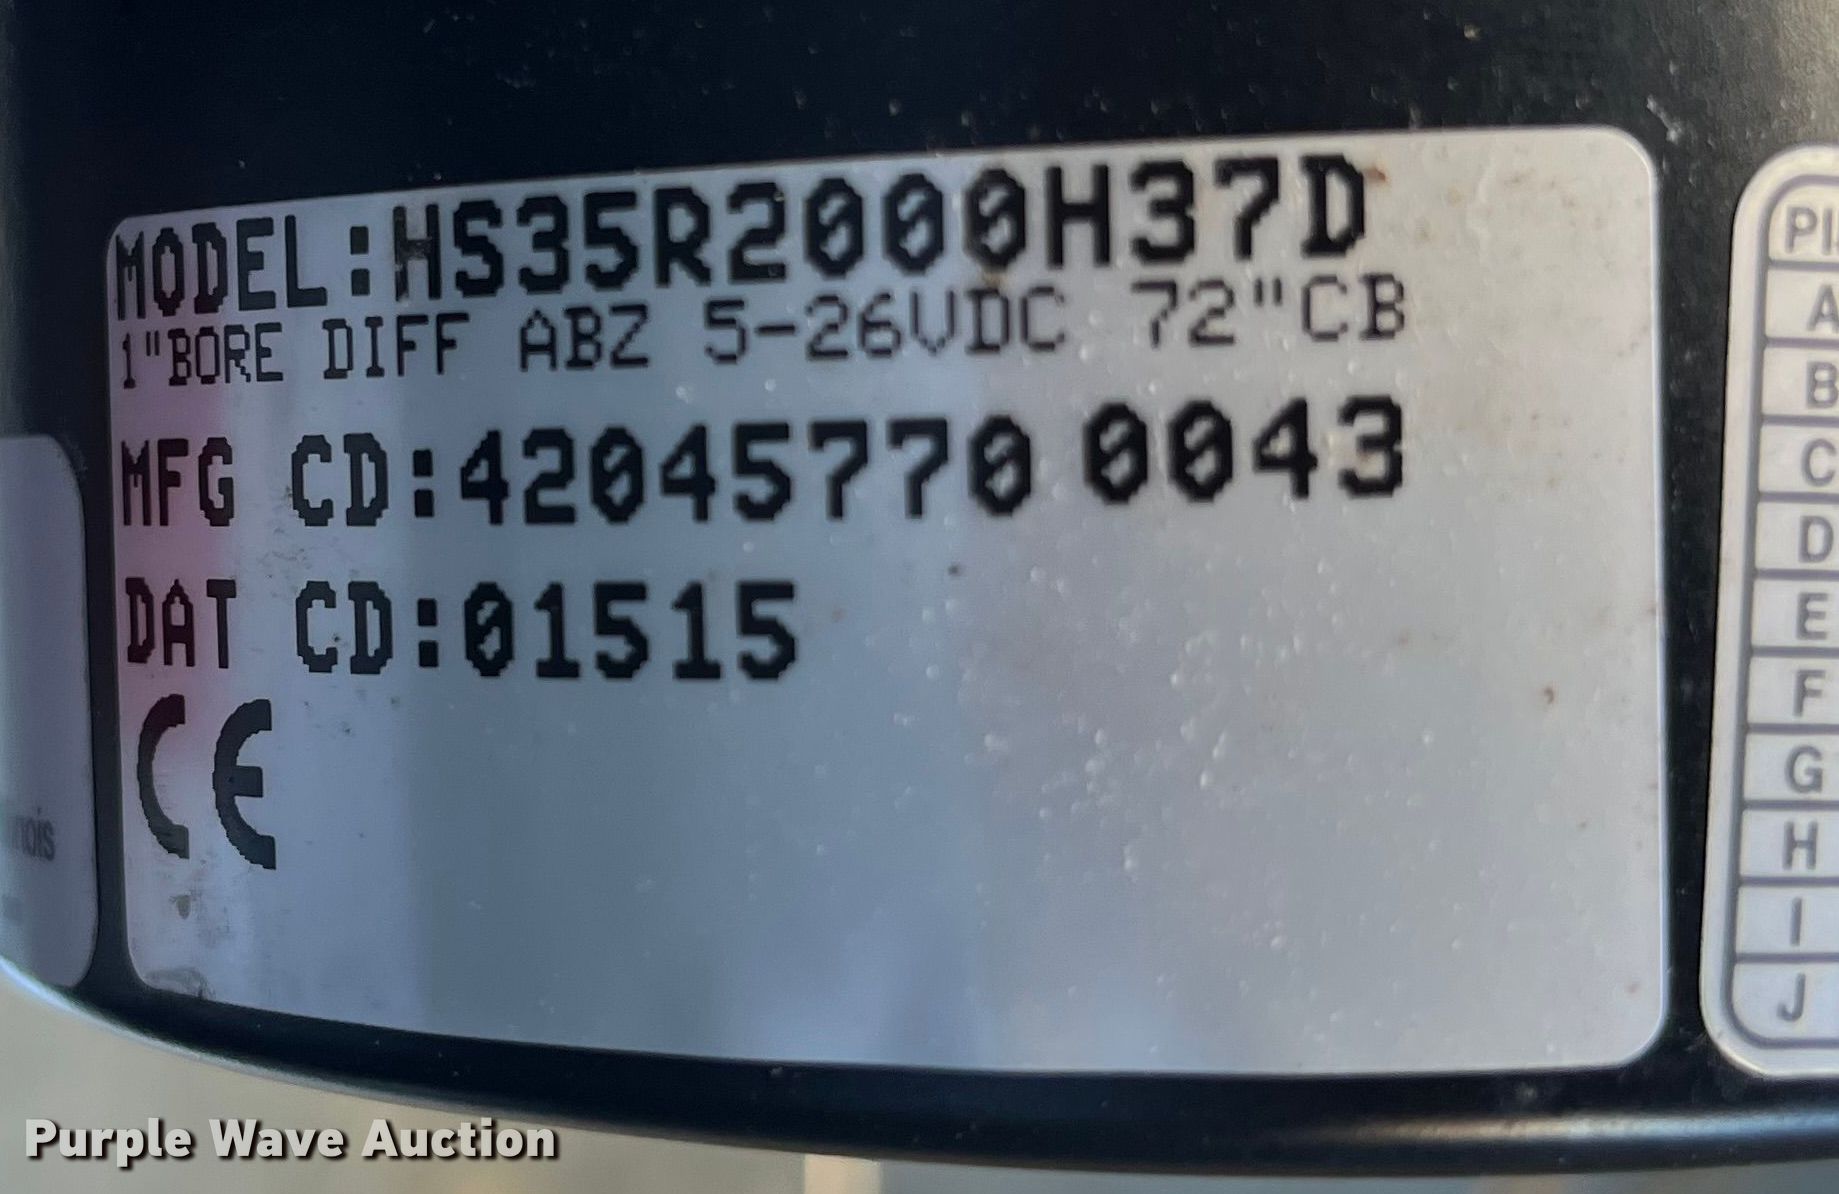 MODEL:HS35R2000H37D
1"BORE DIFF ABZ 5-26VDC 72"CB
MFG CD:42045770 0043
DAT CD:01515
CE
A
B
C
D
E
F
G
H
I
J
Purple Wave Auction